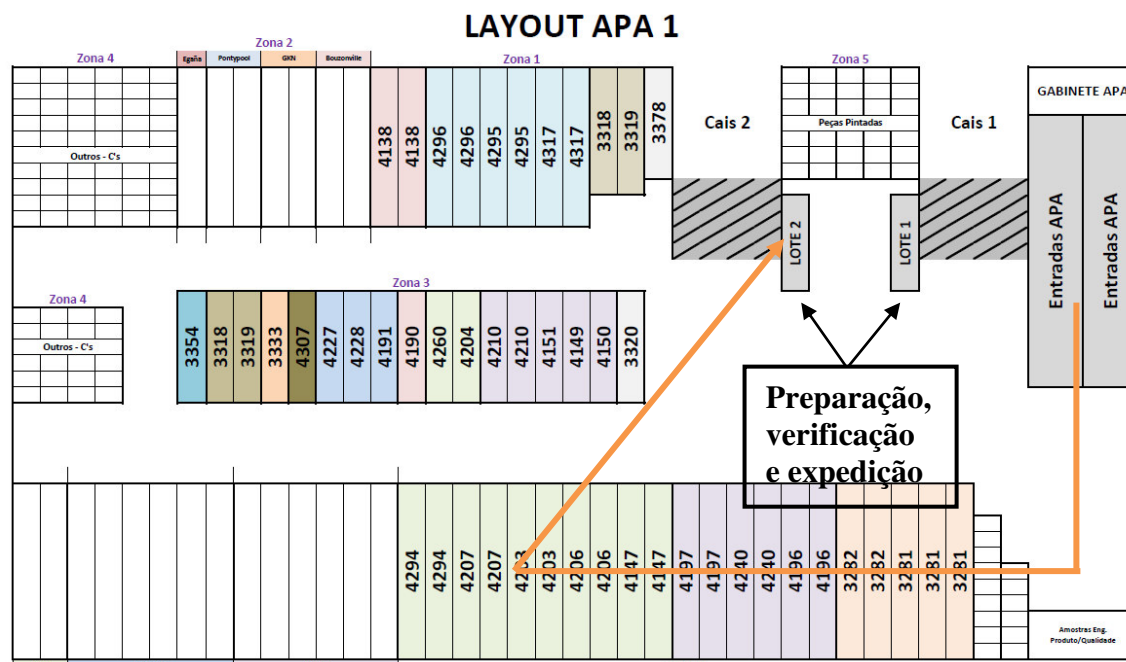 LAYOUT APA 1
Zona 4
Zona 2
Zona 1
Zona 5
Egaña
Pontypool
GKN
Bouzonville
Outros - C's
4138
4138
4296
4296
4295
4295
4317
4317
3318
3319
3378
Cais 2
Peças Pintadas
Cais 1
GABINETE APA
LOTE 2
LOTE 1
Entradas APA
Entradas APA
Zona 4
Outros - C's
Zona 3
3354
3318
3319
3333
4307
4227
4228
4191
4190
4260
4204
4210
4210
4151
4149
4150
3320
Preparação,
verificação
e expedição
4294
4294
4207
4207
4203
4203
4206
4206
4147
4147
4197
4197
4240
4240
4196
4196
3282
3282
3281
3281
3281
Amostras Eng.
Produto/Qualidade